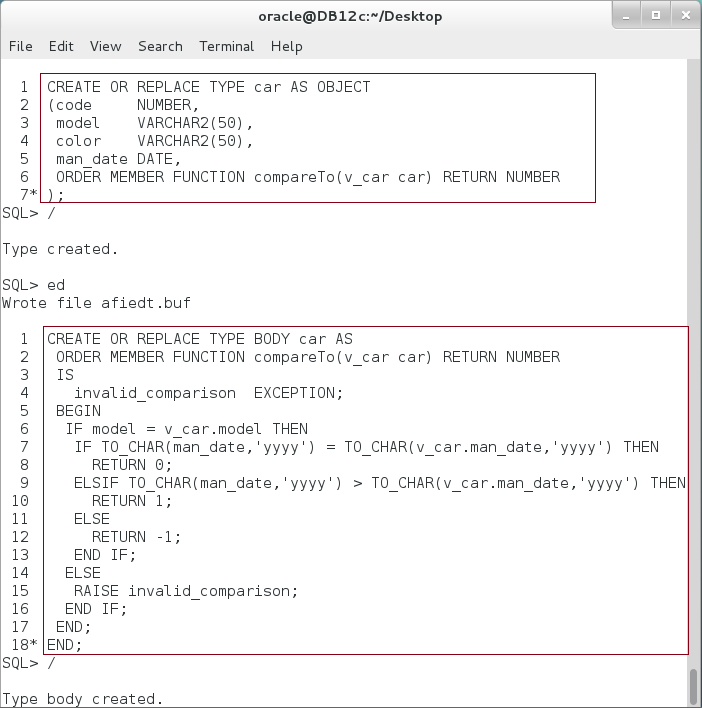 oracle@DB12c:~/Desktop
File Edit View Search Terminal Help
1 CREATE OR REPLACE TYPE car AS OBJECT
2 (code     NUMBER,
3  model    VARCHAR2(50),
4  color    VARCHAR2(50),
5  man_date DATE,
6  ORDER MEMBER FUNCTION compareTo(v_car car) RETURN NUMBER
7* );
SQL> /
Type created.
SQL> ed
Wrote file afiedt.buf
1 CREATE OR REPLACE TYPE BODY car AS
2  ORDER MEMBER FUNCTION compareTo(v_car car) RETURN NUMBER
3  IS
4    invalid_comparison  EXCEPTION;
5  BEGIN
6   IF model = v_car.model THEN
7    IF TO_CHAR(man_date,'yyyy') = TO_CHAR(v_car.man_date,'yyyy') THEN
8      RETURN 0;
9    ELSIF TO_CHAR(man_date,'yyyy') > TO_CHAR(v_car.man_date,'yyyy') THEN
10      RETURN 1;
11    ELSE
12      RETURN -1;
13    END IF;
14   ELSE
15    RAISE invalid_comparison;
16   END IF;
17  END;
18* END;
SQL> /
Type body created.